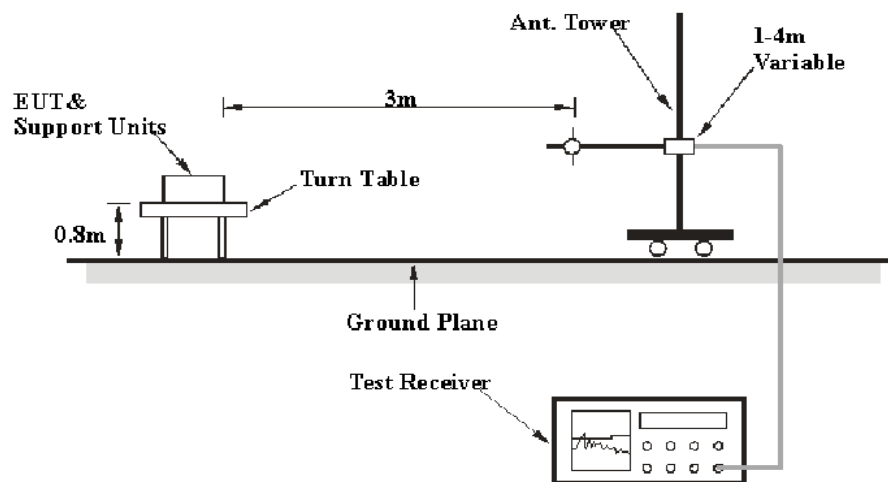 Ant. Tower
1-4m
Variable
3m
EUT&
Support Units
Turn Table
0.8m
Ground Plane
Test Receiver